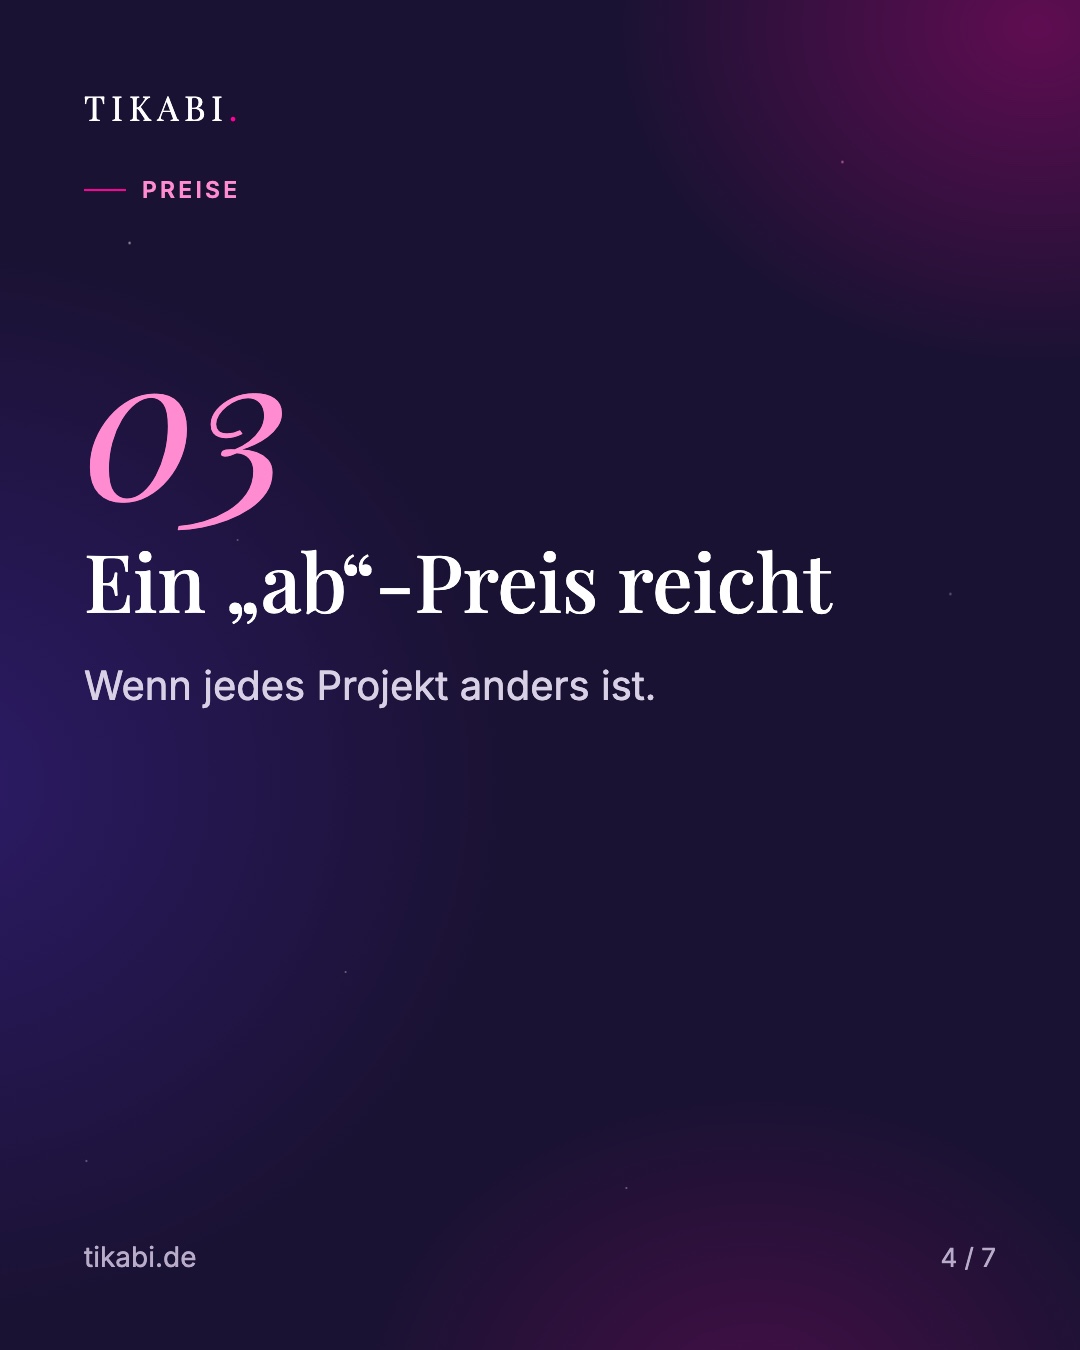 TIKABI.
PREISE
03
Ein „ab“-Preis reicht
Wenn jedes Projekt anders ist.
tikabi.de
4 / 7